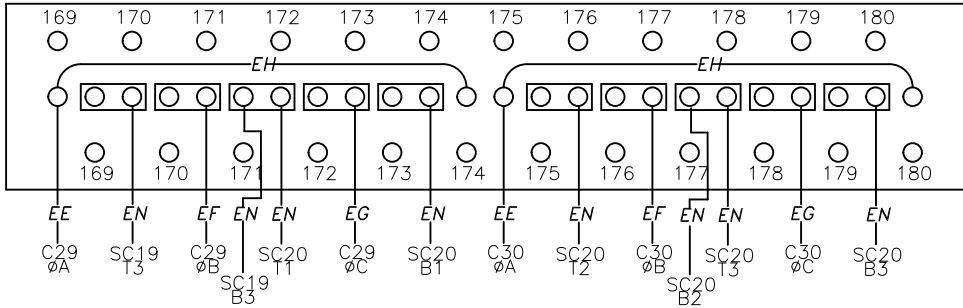 169 170 171 172 173 174 175 176 177 178 179 180
EH EH
169 170 171 172 173 174 175 176 177 178 179 180
EE EN EF EN EN EG EN EE EN EF EN EN EG EN
C29 SC19 C29 SC20 C29 SC20 C30 SC20 C30 SC20 C30 SC20
øA T3 øB T1 øC B1 øA T2 øB T3 øC B3
SC19 SC20
B3 B2